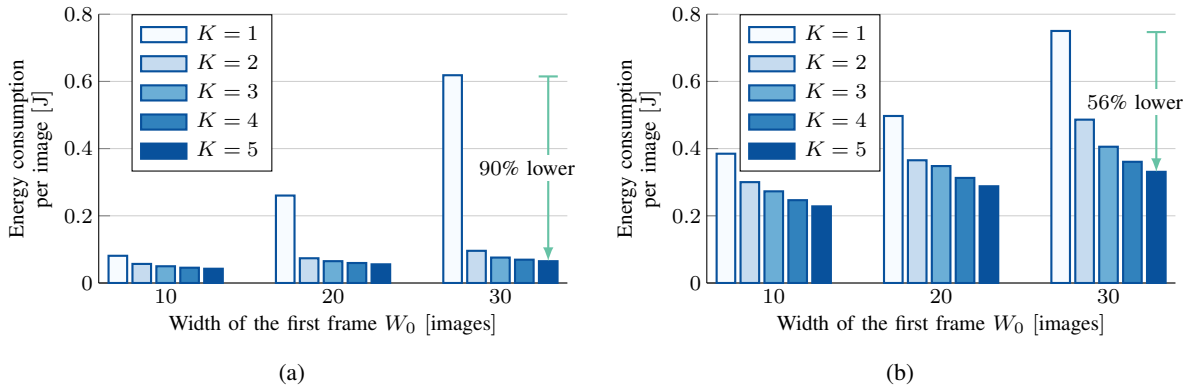 0.8
0.6
0.4
0.2
0
Energy consumption
per image [J]
K = 1
K = 2
K = 3
K = 4
K = 5
90% lower
10
20
30
Width of the first frame W₀ [images]
(a)
0.8
0.6
0.4
0.2
0
Energy consumption
per image [J]
K = 1
K = 2
K = 3
K = 4
K = 5
56% lower
10
20
30
Width of the first frame W₀ [images]
(b)